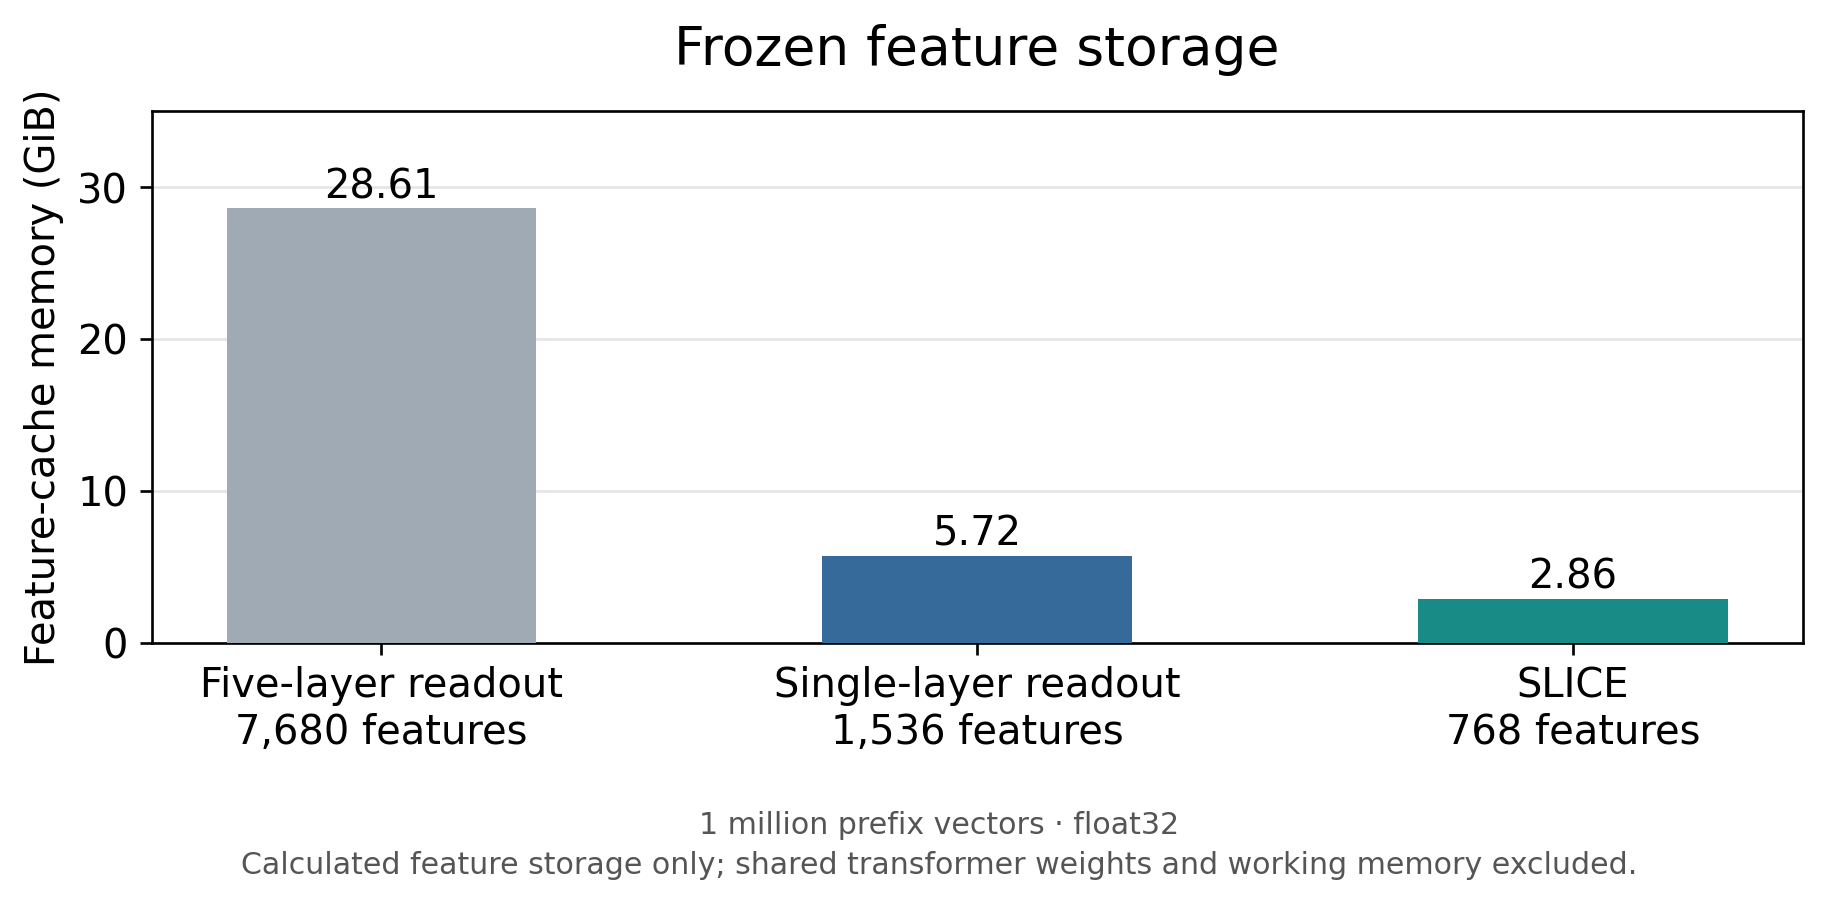 Frozen feature storage
Feature-cache memory (GiB)
30
20
10
0
28.61
5.72
2.86
Five-layer readout
7,680 features
Single-layer readout
1,536 features
SLICE
768 features
1 million prefix vectors · float32
Calculated feature storage only; shared transformer weights and working memory excluded.